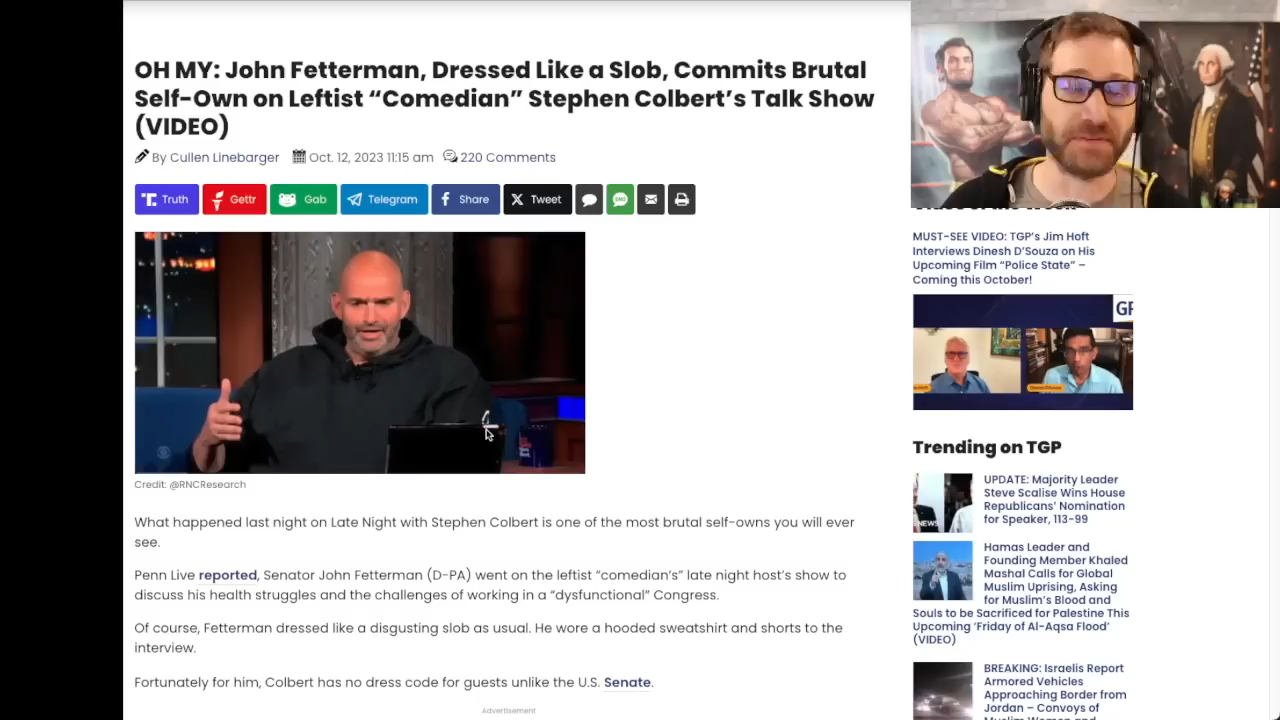 OH MY: John Fetterman, Dressed Like a Slob, Commits Brutal
Self-Own on Leftist “Comedian” Stephen Colbert’s Talk Show
(VIDEO)
By Cullen Linebarger Oct. 12, 2023 11:15 am 220 Comments
Truth Gettr Gab Telegram Share Tweet
Credit: @RNCResearch
What happened last night on Late Night with Stephen Colbert is one of the most brutal self-owns you will ever
see.
Penn Live reported, Senator John Fetterman (D-PA) went on the leftist “comedian’s” late night host’s show to
discuss his health struggles and the challenges of working in a “dysfunctional” Congress.
Of course, Fetterman dressed like a disgusting slob as usual. He wore a hooded sweatshirt and shorts to the
interview.
Fortunately for him, Colbert has no dress code for guests unlike the U.S. Senate.
Advertisement
MUST-SEE VIDEO: TGP’s Jim Hoft
Interviews Dinesh D’Souza on His
Upcoming Film “Police State” –
Coming this October!
Trending on TGP
UPDATE: Majority Leader
Steve Scalise Wins House
Republicans’ Nomination
for Speaker, 113-99
Hamas Leader and
Founding Member Khaled
Mashal Calls for Global
Muslim Uprising, Asking
for Muslim’s Blood and
Souls to be Sacrificed for Palestine This
Upcoming ‘Friday of Al-Aqsa Flood’
(VIDEO)
BREAKING: Israelis Report
Armored Vehicles
Approaching Border from
Jordan – Convoys of